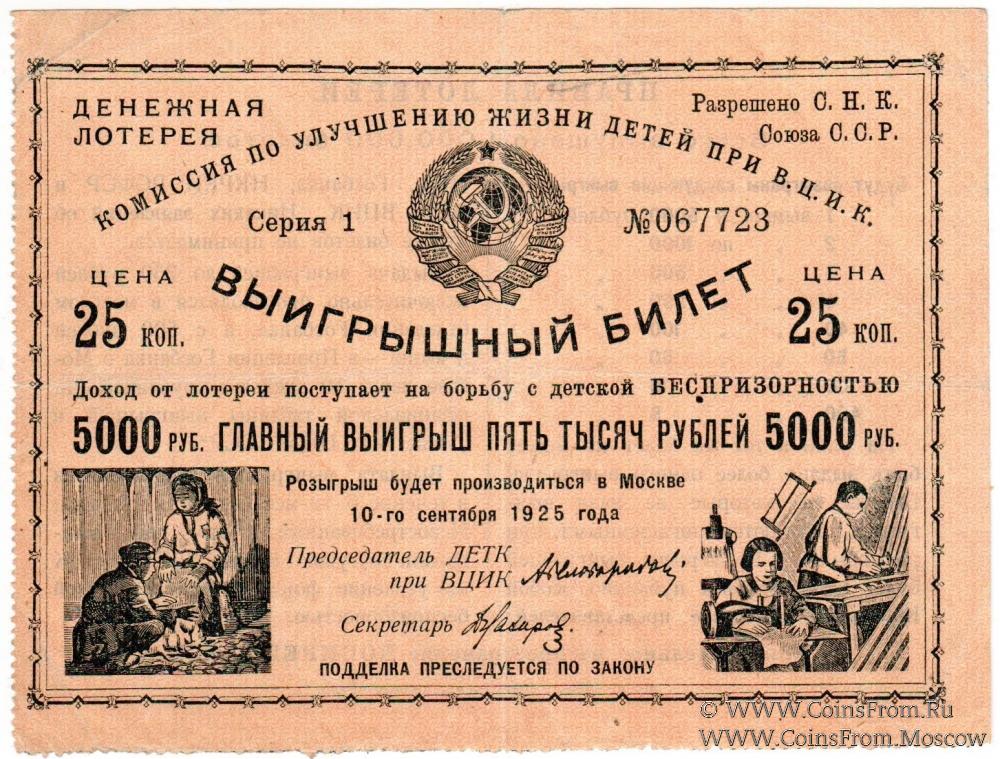 ДЕНЕЖНАЯ
ЛОТЕРЕЯ
Разрешено С. Н. К.
Союза С. С. Р.
КОМИССИЯ ПО УЛУЧШЕНИЮ ЖИЗНИ ДЕТЕЙ ПРИ В.Ц.И.К.
Серия 1
№ 067723
ЦЕНА
25 КОП.
ВЫИГРЫШНЫЙ БИЛЕТ
ЦЕНА
25 КОП.
Доход от лотереи поступает на борьбу с детской БЕСПРИЗОРНОСТЬЮ
5000 РУБ. ГЛАВНЫЙ ВЫИГРЫШ ПЯТЬ ТЫСЯЧ РУБЛЕЙ 5000 РУБ.
Розыгрыш будет производиться в Москве
10-го сентября 1925 года
Председатель ДЕТК
при ВЦИК
Секретарь
ПОДДЕЛКА ПРЕСЛЕДУЕТСЯ ПО ЗАКОНУ
© WWW.CoinsFrom.Ru
WWW.CoinsFrom.Moscow